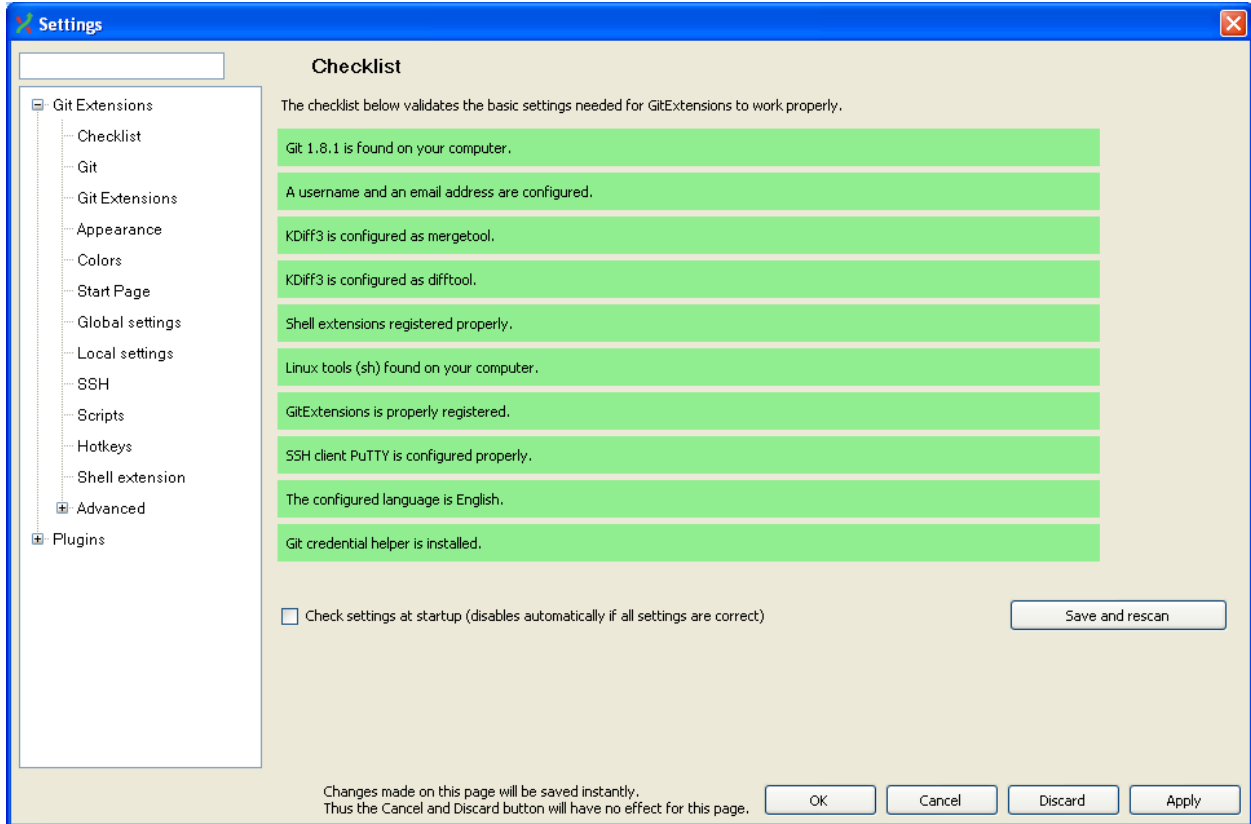 Settings
Checklist
The checklist below validates the basic settings needed for GitExtensions to work properly.
Git Extensions
Checklist
Git
Git Extensions
Appearance
Colors
Start Page
Global settings
Local settings
SSH
Scripts
Hotkeys
Shell extension
Advanced
Plugins
Git 1.8.1 is found on your computer.
A username and an email address are configured.
KDiff3 is configured as mergetool.
KDiff3 is configured as difftool.
Shell extensions registered properly.
Linux tools (sh) found on your computer.
GitExtensions is properly registered.
SSH client PuTTY is configured properly.
The configured language is English.
Git credential helper is installed.
Check settings at startup (disables automatically if all settings are correct)
Save and rescan
Changes made on this page will be saved instantly.
Thus the Cancel and Discard button will have no effect for this page.
OK
Cancel
Discard
Apply